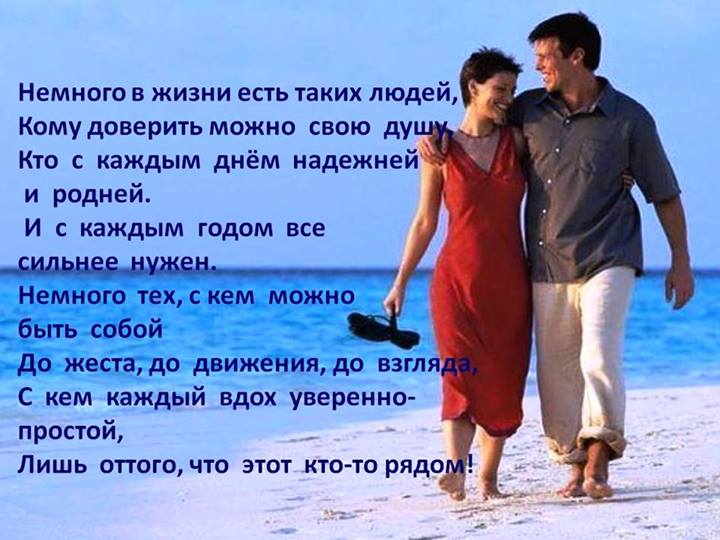 Немного в жизни есть таких людей,
Кому доверить можно свою душу.
Кто с каждым днём надежней
и родней.
И с каждым годом все
сильнее нужен.
Немного тех, с кем можно
быть собой
До жеста, до движения, до взгляда,
С кем каждый вдох уверенно-
простой,
Лишь оттого, что этот кто-то рядом!